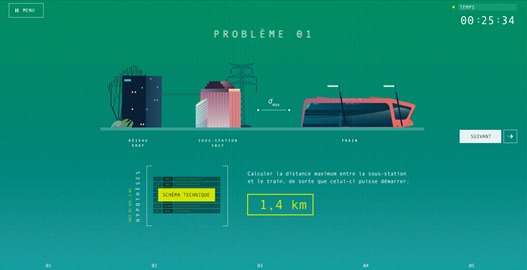 MENU
TEMPS
00:25:34
PROBLÈME 01
d max
RÉSEAU
EDF
SOUS-STATION
SNCF
TRAIN
SUIVANT
HYPOTHÈSES
SCHÉMA TECHNIQUE
Calculer la distance maximum entre la sous-station
et le train, de sorte que celui-ci puisse démarrer.
1,4 km
01
02
03
04
05